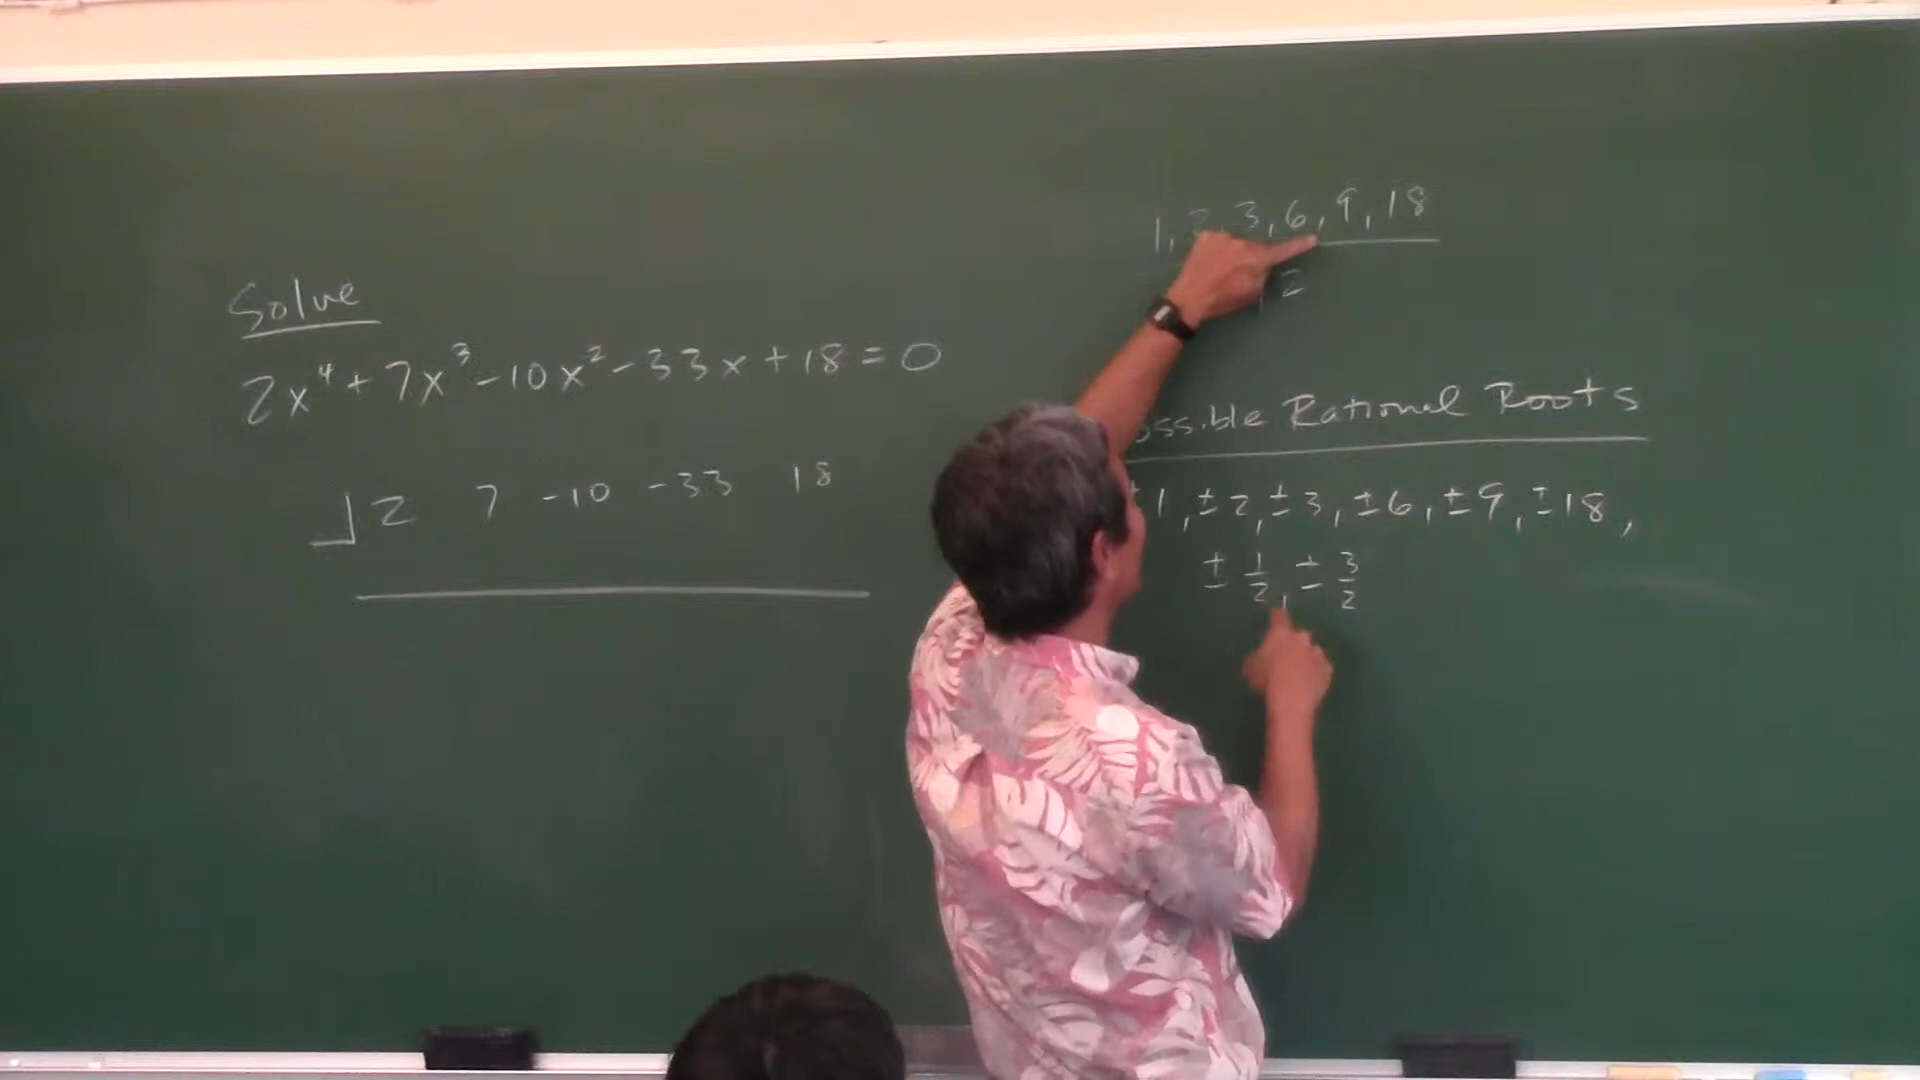 Solve
2x⁴ + 7x³ - 10x² - 33x + 18 = 0
2 7 -10 -33 18
1, 2, 3, 6, 9, 18
1, 2
Rational Roots
± 1, ± 2, ± 3, ± 6, ± 9, ± 18,
± 1/2, ± 3/2